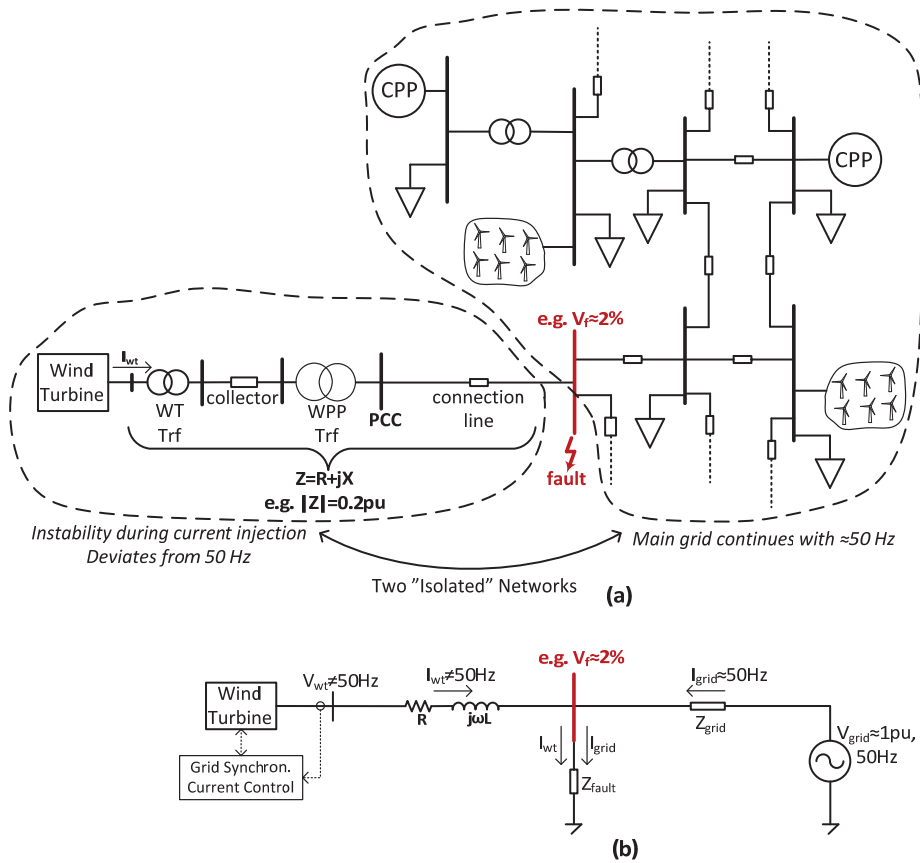 CPP
CPP
e.g. V_f≈2%
I_wt
Wind
Turbine
WT
Trf
collector
WPP
Trf
PCC
connection
line
fault
Z=R+jX
e.g. |Z|=0.2pu
Instability during current injection
Deviates from 50 Hz
Main grid continues with ≈50 Hz
Two ”Isolated” Networks
(a)
e.g. V_f≈2%
V_wt≠50Hz
I_wt≠50Hz
I_grid≈50Hz
Wind
Turbine
R
jωL
Z_grid
V_grid≈1pu,
50Hz
I_wt
I_grid
Grid Synchron.
Current Control
Z_fault
(b)